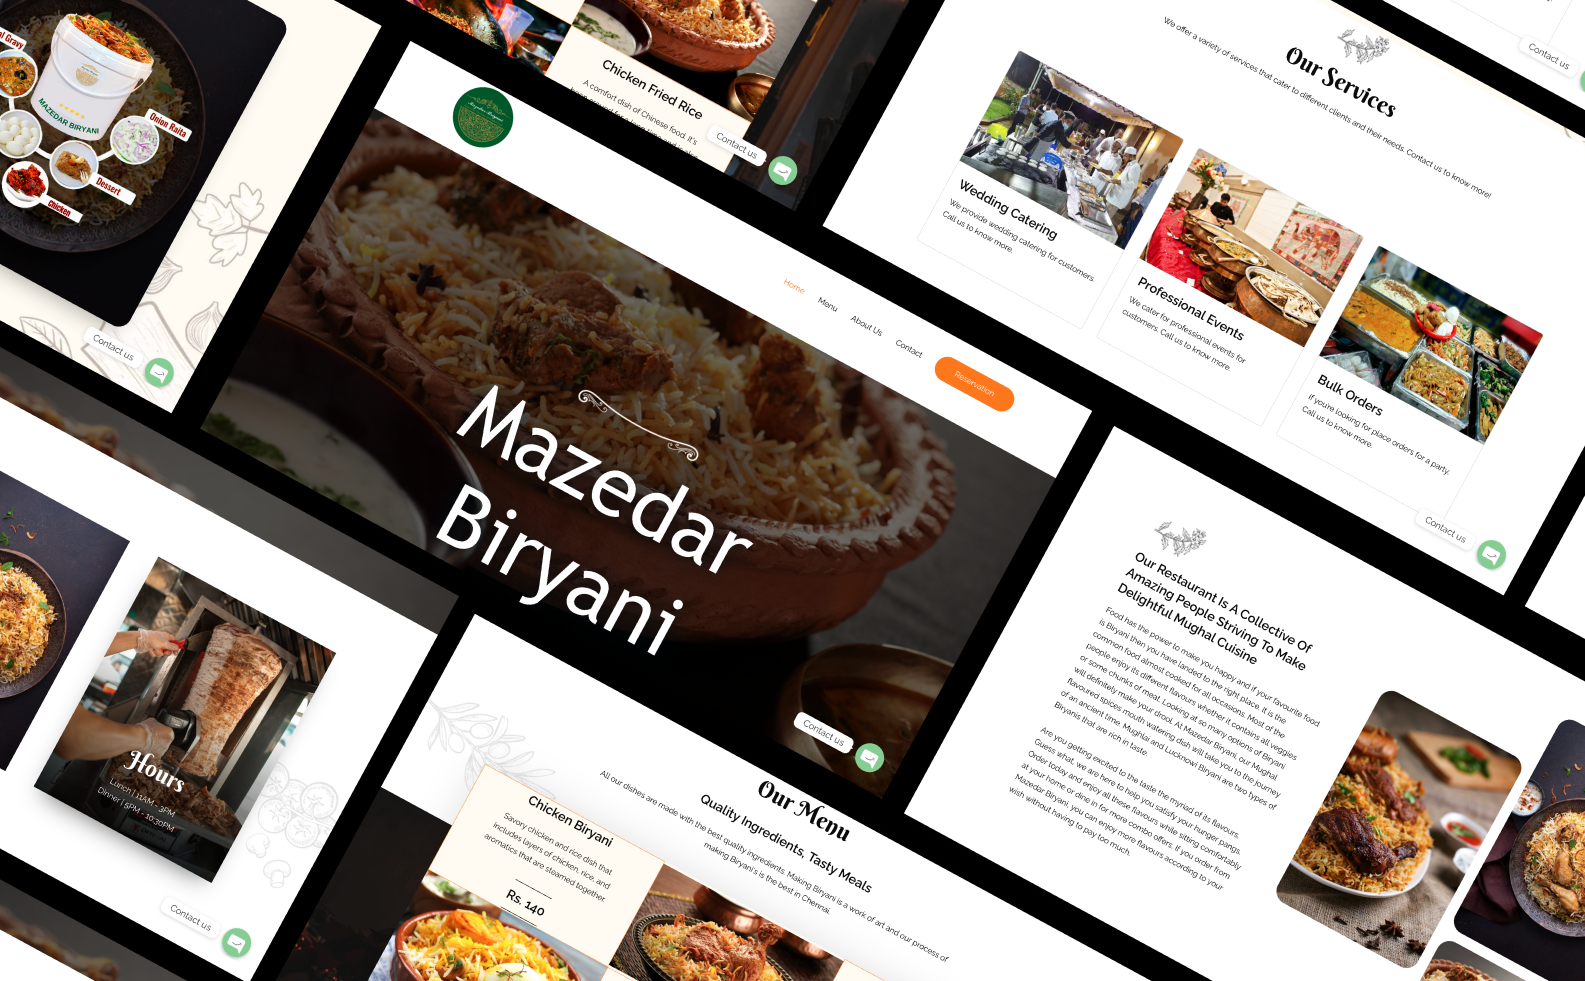 MAZEDAR BIRYANI
Onion Raita
Dessert
Chicken
Contact us
Chicken Fried Rice
A comfort dish of Chinese food. It's
Contact us
Home
Menu
About Us
Contact
Reservation
Mazedar
Biryani
Contact us
Our Services
We offer a variety of services that cater to different clients and their needs. Contact us to know more!
Wedding Catering
We provide wedding catering for customers.
Call us to know more.
Professional Events
We cater for professional events for
customers. Call us to know more.
Bulk Orders
If you're looking for place orders for a party,
Call us to know more.
Contact us
Contact us
Hours
Lunch | 11AM - 3PM
Dinner | 5PM - 10:30PM
Contact us
Our Menu
Quality Ingredients, Tasty Meals
All our dishes are made with the best quality ingredients. Making Biryani is a work of art and our process of
making Biryani's is the best in Chennai.
Chicken Biryani
Savory chicken and rice dish that
includes layers of chicken, rice, and
aromatics that are steamed together.
Rs. 140
Our Restaurant Is A Collective Of
Amazing People Striving To Make
Delightful Mughal Cuisine
Food has the power to make you happy and if your favourite food
is Biryani then you have landed to the right place. It is the
common food almost cooked for all occasions. Most of the
people enjoy its different flavours whether it contains all veggies
or some chunks of meat. Looking at so many options of Biryani
will definitely make your drool. At Mazedar Biryani, our Mughal
flavoured spices mouth watering dish will take you to the journey
of an ancient time. Mughlai and Lucknowi Biryani are two types of
Biryanis that are rich in taste.
Are you getting excited to the taste the myriad of its flavours.
Guess what, we are here to help you satisfy your hunger pangs.
Order today and enjoy all these flavours while sitting comfortably
at your home or dine in for more combo offers. If you order from
Mazedar Biryani, you can enjoy more flavours according to your
wish without having to pay too much.